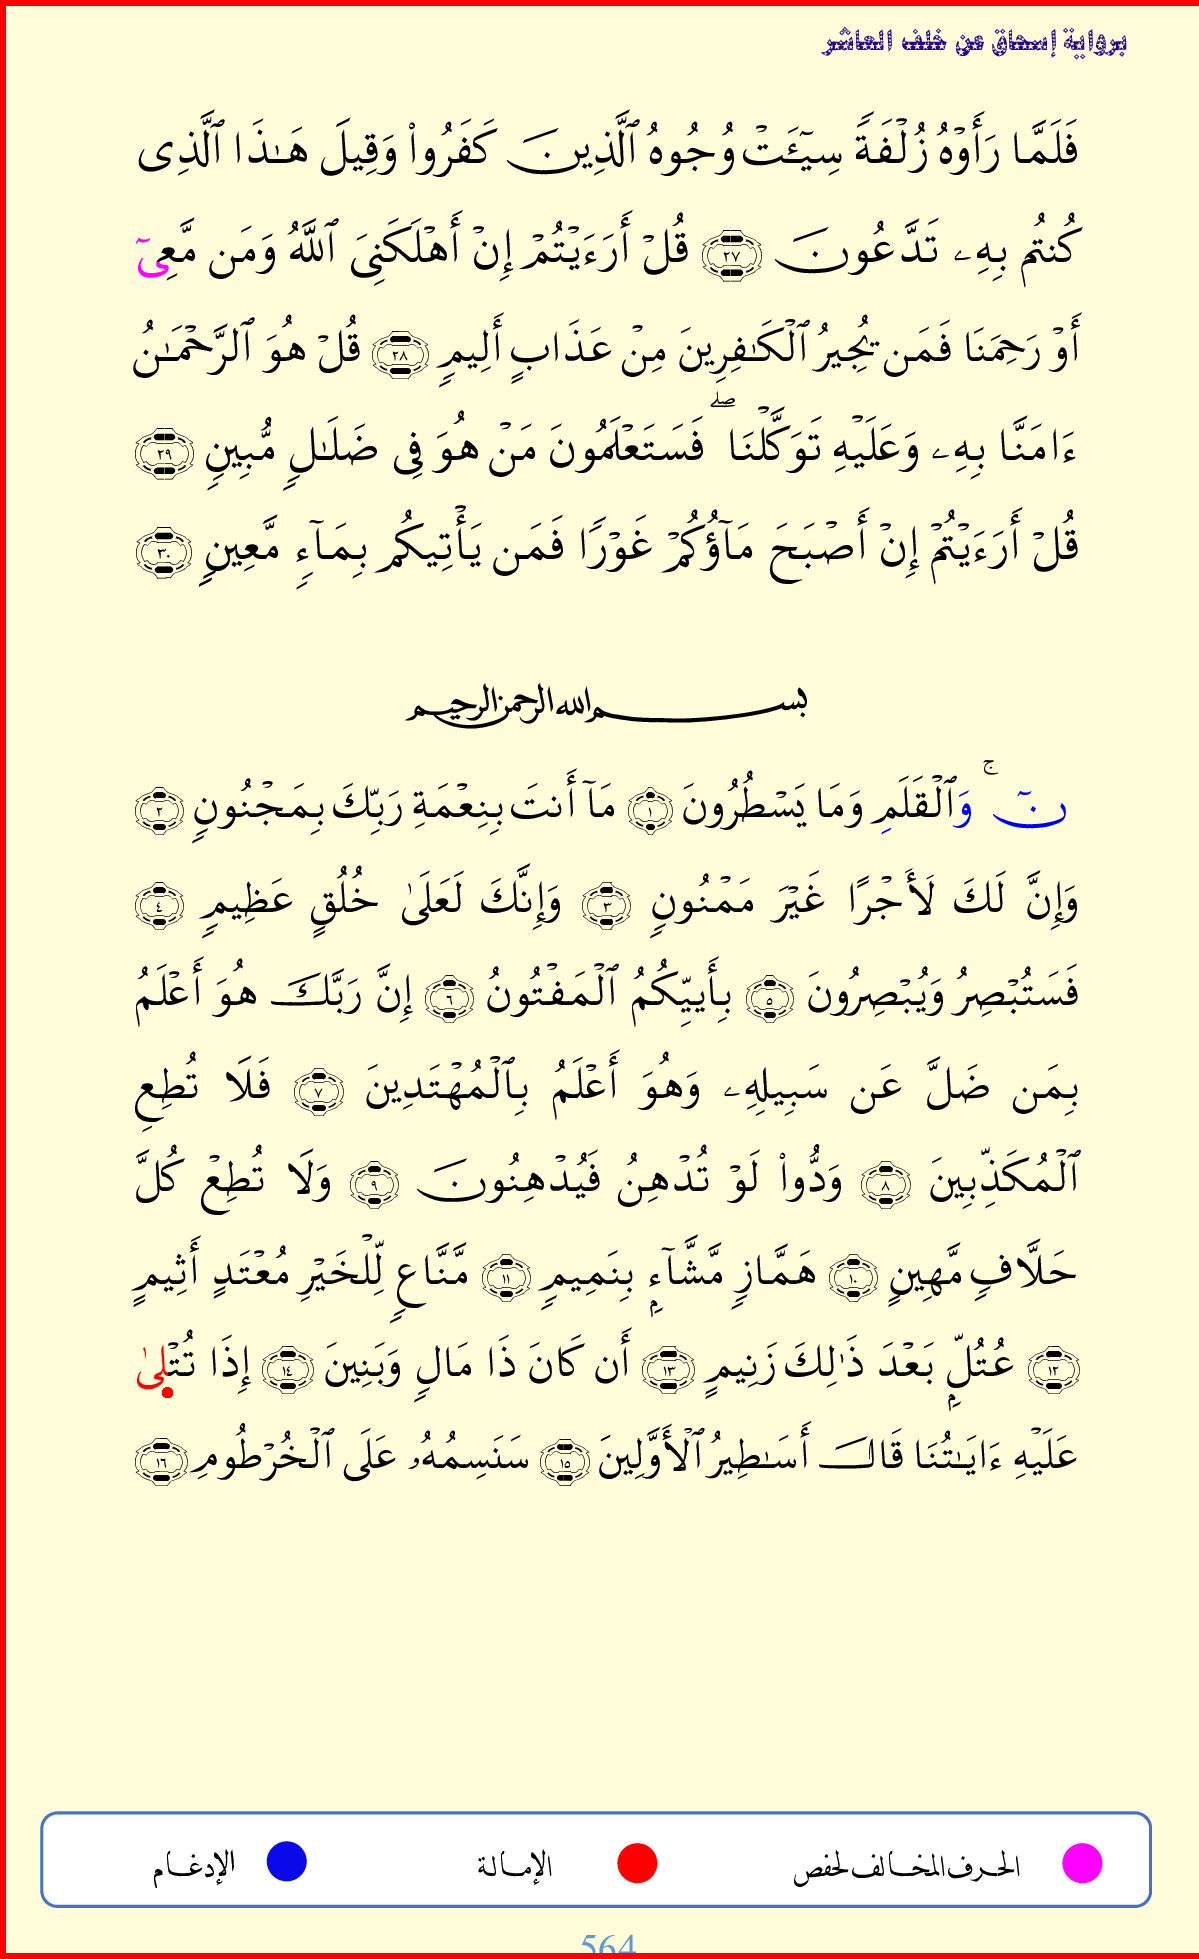 برواية إسحاق عن خلف العاشر
فَلَمَّا رَأَوۡهُ زُلۡفَةٗ سِيٓـَٔتۡ وُجُوهُ ٱلَّذِينَ كَفَرُواْ وَقِيلَ هَٰذَا ٱلَّذِى
كُنتُم بِهِۦ تَدَّعُونَ ٢٧ قُلۡ أَرَءَيۡتُمۡ إِنۡ أَهۡلَكَنِىَ ٱللَّهُ وَمَن مَّعِىٓ
أَوۡ رَحِمَنَا فَمَن يُجِيرُ ٱلۡكَٰفِرِينَ مِنۡ عَذَابٍ أَلِيمٖ ٢٨ قُلۡ هُوَ ٱلرَّحۡمَٰنُ
ءَامَنَّا بِهِۦ وَعَلَيۡهِ تَوَكَّلۡنَاۖ فَسَتَعۡلَمُونَ مَنۡ هُوَ فِى ضَلَٰلٖ مُّبِينٖ ٢٩
قُلۡ أَرَءَيۡتُمۡ إِنۡ أَصۡبَحَ مَآؤُكُمۡ غَوۡرٗا فَمَن يَأۡتِيكُم بِمَآءٖ مَّعِينِۭ ٣٠
بسم الله الرحمن الرحيم
نٓۚ وَٱلۡقَلَمِ وَمَا يَسۡطُرُونَ ١ مَآ أَنتَ بِنِعۡمَةِ رَبِّكَ بِمَجۡنُونٖ ٢
وَإِنَّ لَكَ لَأَجۡرًا غَيۡرَ مَمۡنُونٖ ٣ وَإِنَّكَ لَعَلَىٰ خُلُقٍ عَظِيمٖ ٤
فَسَتُبۡصِرُ وَيُبۡصِرُونَ ٥ بِأَييِّكُمُ ٱلۡمَفۡتُونُ ٦ إِنَّ رَبَّكَ هُوَ أَعۡلَمُ
بِمَن ضَلَّ عَن سَبِيلِهِۦ وَهُوَ أَعۡلَمُ بِٱلۡمُهۡتَدِينَ ٧ فَلَا تُطِعِ
ٱلۡمُكَذِّبِينَ ٨ وَدُّواْ لَوۡ تُدۡهِنُ فَيُدۡهِنُونَ ٩ وَلَا تُطِعۡ كُلَّ
حَلَّافٖ مَّهِينٍ ١٠ هَمَّازٖ مَّشَّآءِۭ بِنَمِيمٖ ١١ مَّنَّاعٖ لِّلۡخَيۡرِ مُعۡتَدٍ أَثِيمٍ
١٢ عُتُلِّۭ بَعۡدَ ذَٰلِكَ زَنِيمٍ ١٣ أَن كَانَ ذَا مَالٖ وَبَنِينَ ١٤ إِذَا تُتۡلَىٰ
عَلَيۡهِ ءَايَٰتُنَا قَالَ أَسَٰطِيرُ ٱلۡأَوَّلِينَ ١٥ سَنَسِمُهُۥ عَلَى ٱلۡخُرۡطُومِ ١٦
الحرف المخالف لحفص الإمالة الإدغام
564